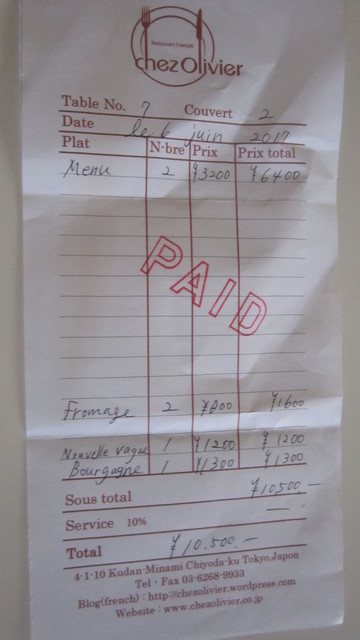 Restaurant Français
chez Olivier
Table No. 7 Couvert 2
Date le 6 juin 2017
Plat N-bre Prix Prix total
Menu 2 ¥3200 ¥6400
PAID
Fromage 2 ¥800 ¥1600
Nouvelle vague 1 ¥1200 ¥1200
Bourgogne 1 ¥1300 ¥1300
Sous total ¥10,500.-
Service 10% —.
Total ¥10,500.-
4-1-10 Kudan-Minami Chiyoda-ku Tokyo,Japon
Tel · Fax 03-6268-9933
Blog(french) : http://chezolivier.wordpress.com
Website : www.chezolivier.co.jp